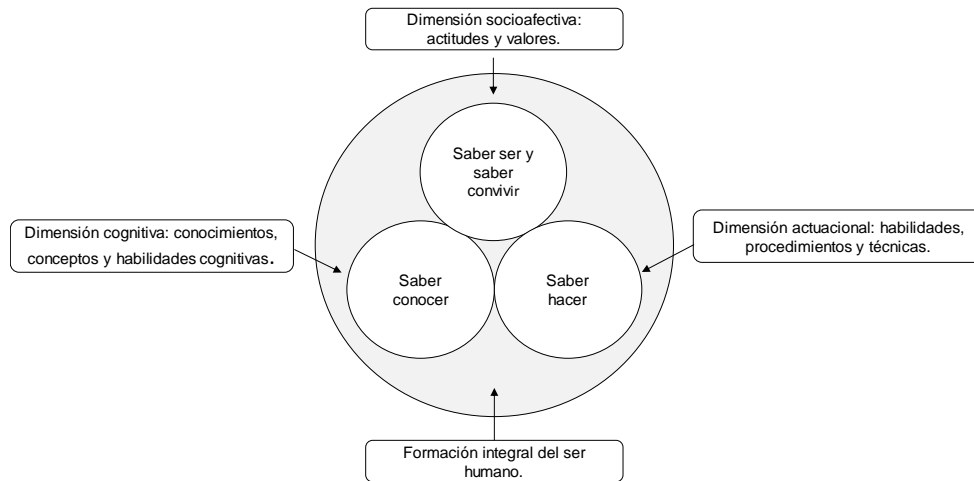 Dimensión socioafectiva:
actitudes y valores.
Saber ser y
saber
convivir
Dimensión cognitiva: conocimientos,
conceptos y habilidades cognitivas.
Dimensión actuacional: habilidades,
procedimientos y técnicas.
Saber
conocer
Saber
hacer
Formación integral del ser
humano.